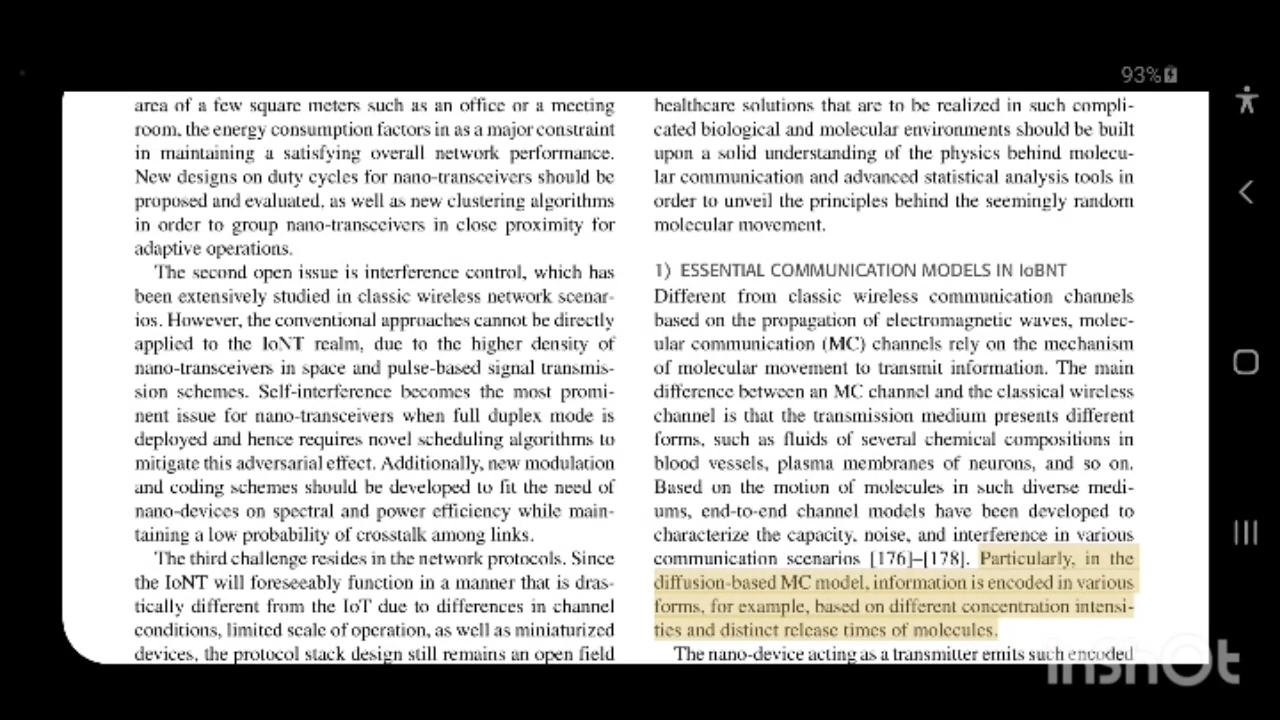 93%
area of a few square meters such as an office or a meeting
room, the energy consumption factors in as a major constraint
in maintaining a satisfying overall network performance.
New designs on duty cycles for nano-transceivers should be
proposed and evaluated, as well as new clustering algorithms
in order to group nano-transceivers in close proximity for
adaptive operations.
The second open issue is interference control, which has
been extensively studied in classic wireless network scenar-
ios. However, the conventional approaches cannot be directly
applied to the IoNT realm, due to the higher density of
nano-transceivers in space and pulse-based signal transmis-
sion schemes. Self-interference becomes the most promi-
nent issue for nano-transceivers when full duplex mode is
deployed and hence requires novel scheduling algorithms to
mitigate this adversarial effect. Additionally, new modulation
and coding schemes should be developed to fit the need of
nano-devices on spectral and power efficiency while main-
taining a low probability of crosstalk among links.
The third challenge resides in the network protocols. Since
the IoNT will foreseeably function in a manner that is dras-
tically different from the IoT due to differences in channel
conditions, limited scale of operation, as well as miniaturized
devices, the protocol stack design still remains an open field
healthcare solutions that are to be realized in such compli-
cated biological and molecular environments should be built
upon a solid understanding of the physics behind molecu-
lar communication and advanced statistical analysis tools in
order to unveil the principles behind the seemingly random
molecular movement.
1) ESSENTIAL COMMUNICATION MODELS IN IoBNT
Different from classic wireless communication channels
based on the propagation of electromagnetic waves, molec-
ular communication (MC) channels rely on the mechanism
of molecular movement to transmit information. The main
difference between an MC channel and the classical wireless
channel is that the transmission medium presents different
forms, such as fluids of several chemical compositions in
blood vessels, plasma membranes of neurons, and so on.
Based on the motion of molecules in such diverse medi-
ums, end-to-end channel models have been developed to
characterize the capacity, noise, and interference in various
communication scenarios [176]–[178]. Particularly, in the
diffusion-based MC model, information is encoded in various
forms, for example, based on different concentration intensi-
ties and distinct release times of molecules.
The nano-device acting as a transmitter emits such encoded
InShOt